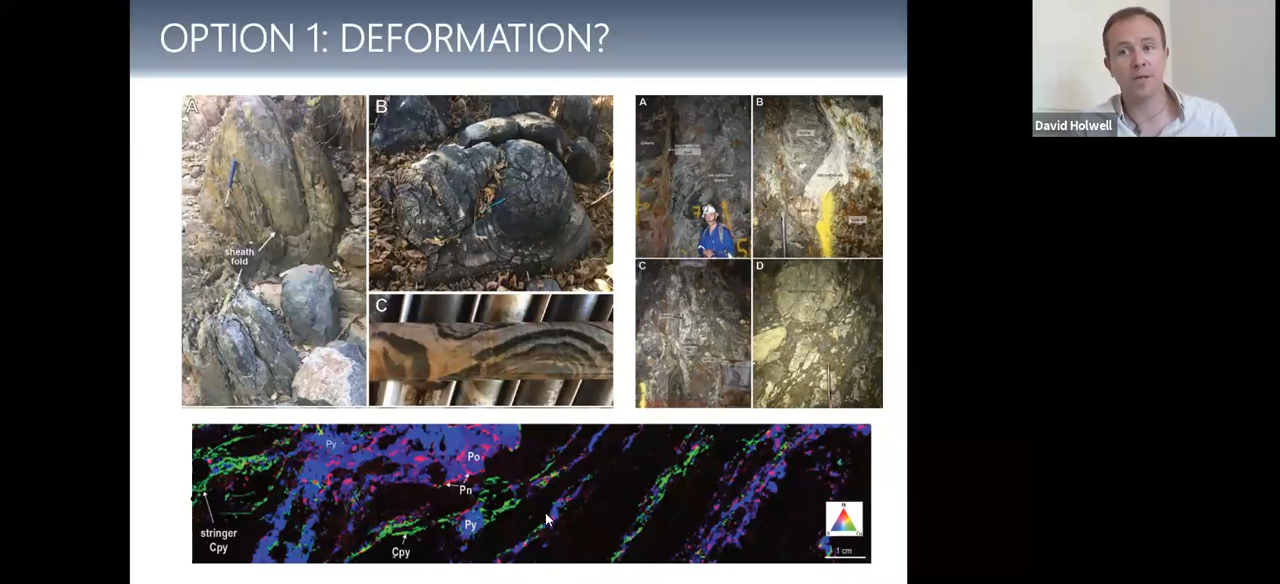 OPTION 1: DEFORMATION?
David Holwell
A
B
sheath
fold
C
A
B
C
D
Py
Po
Pn
Py
stringer
Cpy
Cpy
1 cm